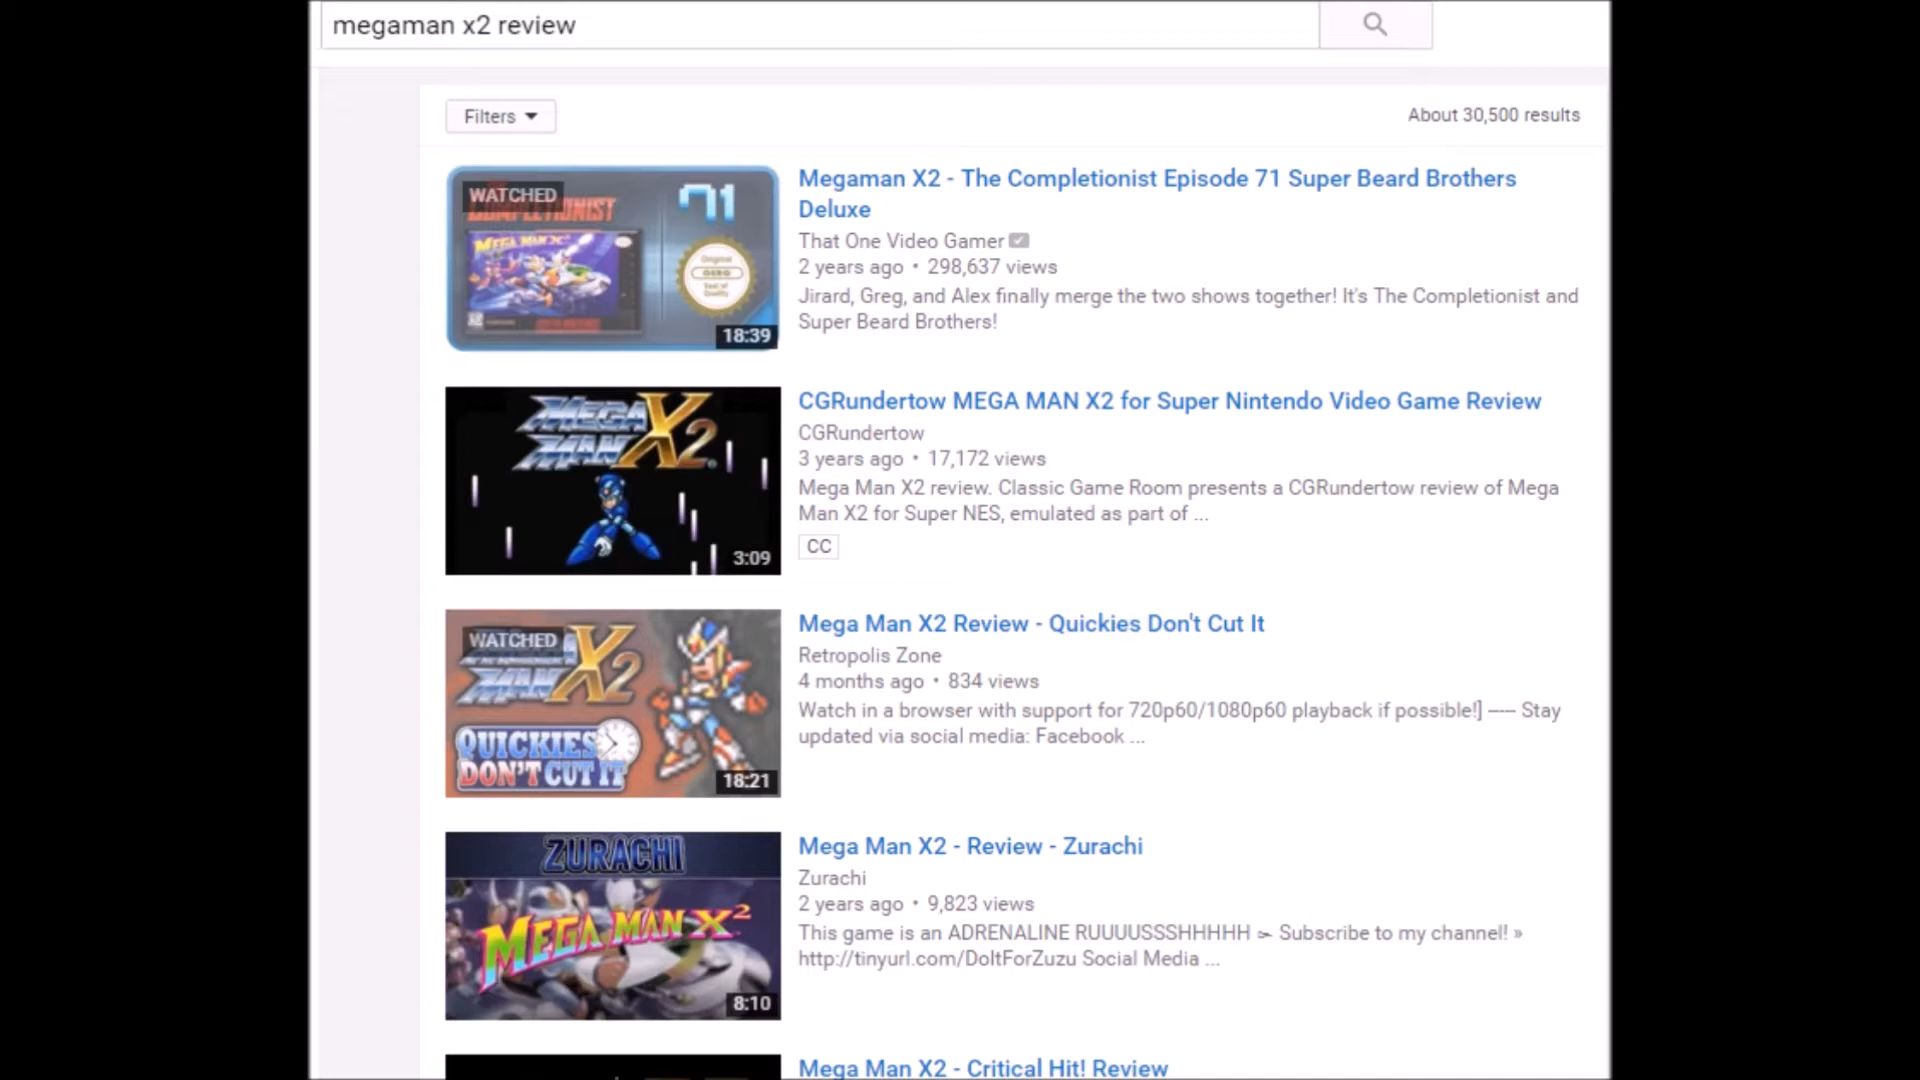 megaman x2 review
Filters
About 30,500 results
WATCHED
COMPLETIONIST
71
MEGA MAN X2
Original
Seal of
Quality
18:39
Megaman X2 - The Completionist Episode 71 Super Beard Brothers
Deluxe
That One Video Gamer
2 years ago • 298,637 views
Jirard, Greg, and Alex finally merge the two shows together! It's The Completionist and
Super Beard Brothers!
MEGA
MAN X2
3:09
CGRundertow MEGA MAN X2 for Super Nintendo Video Game Review
CGRundertow
3 years ago • 17,172 views
Mega Man X2 review. Classic Game Room presents a CGRundertow review of Mega
Man X2 for Super NES, emulated as part of ...
CC
WATCHED
MAN X2
QUICKIES
DON'T CUT IT
18:21
Mega Man X2 Review - Quickies Don't Cut It
Retropolis Zone
4 months ago • 834 views
Watch in a browser with support for 720p60/1080p60 playback if possible!] ----- Stay
updated via social media: Facebook ...
ZURACHI
MEGA MAN X2
8:10
Mega Man X2 - Review - Zurachi
Zurachi
2 years ago • 9,823 views
This game is an ADRENALINE RUUUUSSSHHHHH ➣ Subscribe to my channel! »
http://tinyurl.com/DoItForZuzu Social Media ...
Mega Man X2 - Critical Hit! Review